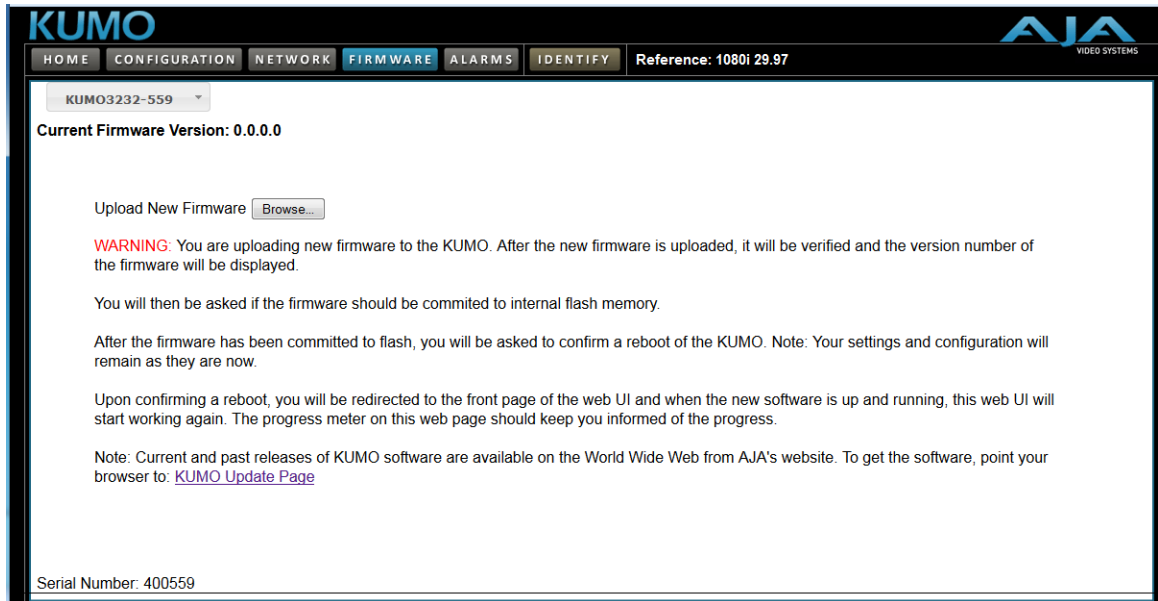 KUMO
AJA
VIDEO SYSTEMS
HOME CONFIGURATION NETWORK FIRMWARE ALARMS IDENTIFY Reference: 1080i 29.97
KUMO3232-559
Current Firmware Version: 0.0.0.0
Upload New Firmware Browse...
WARNING: You are uploading new firmware to the KUMO. After the new firmware is uploaded, it will be verified and the version number of
the firmware will be displayed.
You will then be asked if the firmware should be commited to internal flash memory.
After the firmware has been committed to flash, you will be asked to confirm a reboot of the KUMO. Note: Your settings and configuration will
remain as they are now.
Upon confirming a reboot, you will be redirected to the front page of the web UI and when the new software is up and running, this web UI will
start working again. The progress meter on this web page should keep you informed of the progress.
Note: Current and past releases of KUMO software are available on the World Wide Web from AJA's website. To get the software, point your
browser to: KUMO Update Page
Serial Number: 400559